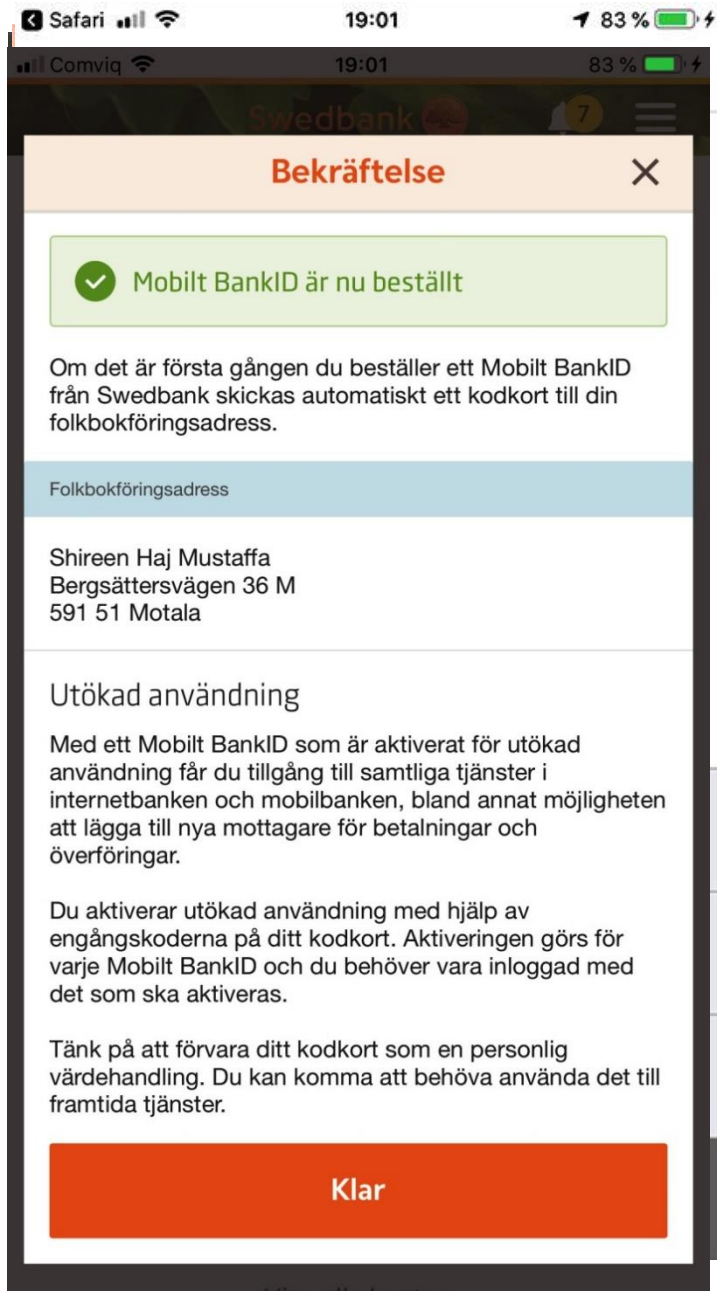 Safari 19:01 83 %
Comviq 19:01 83 %
Swedbank 7
Bekräftelse
Mobilt BankID är nu beställt
Om det är första gången du beställer ett Mobilt BankID
från Swedbank skickas automatiskt ett kodkort till din
folkbokföringsadress.
Folkbokföringsadress
Shireen Haj Mustaffa
Bergsättersvägen 36 M
591 51 Motala
Utökad användning
Med ett Mobilt BankID som är aktiverat för utökad
användning får du tillgång till samtliga tjänster i
internetbanken och mobilbanken, bland annat möjligheten
att lägga till nya mottagare för betalningar och
överföringar.
Du aktiverar utökad användning med hjälp av
engångskoderna på ditt kodkort. Aktiveringen görs för
varje Mobilt BankID och du behöver vara inloggad med
det som ska aktiveras.
Tänk på att förvara ditt kodkort som en personlig
värdehandling. Du kan komma att behöva använda det till
framtida tjänster.
Klar